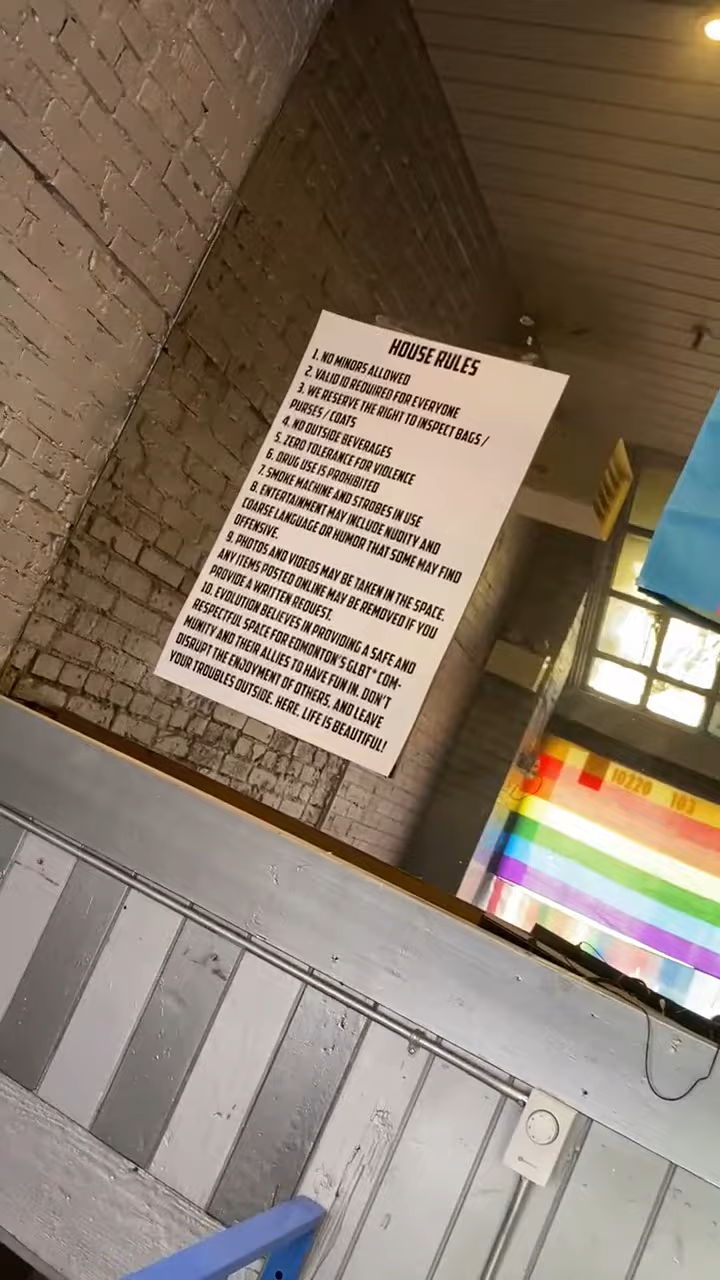 HOUSE RULES
1. NO MINORS ALLOWED
2. VALID ID REQUIRED FOR EVERYONE
3. WE RESERVE THE RIGHT TO INSPECT BAGS /
PURSES / COATS
4. NO OUTSIDE BEVERAGES
5. ZERO TOLERANCE FOR VIOLENCE
6. DRUG USE IS PROHIBITED
7. SMOKE MACHINE AND STROBES IN USE
8. ENTERTAINMENT MAY INCLUDE NUDITY AND
COARSE LANGUAGE OR HUMOR THAT SOME MAY FIND
OFFENSIVE.
9. PHOTOS AND VIDEOS MAY BE TAKEN IN THE SPACE.
ANY ITEMS POSTED ONLINE MAY BE REMOVED IF YOU
PROVIDE A WRITTEN REQUEST.
10. EVOLUTION BELIEVES IN PROVIDING A SAFE AND
RESPECTFUL SPACE FOR EDMONTON'S GLBT* COM-
MUNITY AND THEIR ALLIES TO HAVE FUN IN. DON'T
DISRUPT THE ENJOYMENT OF OTHERS, AND LEAVE
YOUR TROUBLES OUTSIDE. HERE, LIFE IS BEAUTIFUL!
10220 103